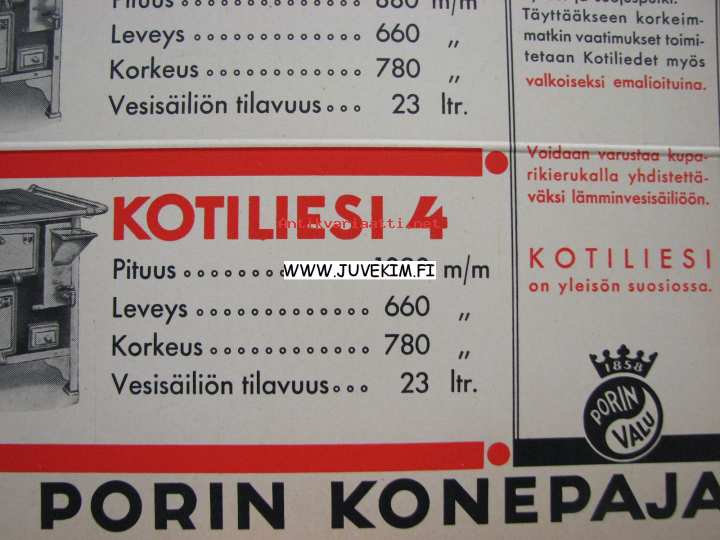 Pituus 880 m/m
Leveys 660 „
Korkeus 780 „
Vesisäiliön tilavuus 23 ltr.
KOTILIESI 4
Antikvariaatti.net
Pituus m/m
WWW.JUVEKIM.FI
Leveys 660 „
Korkeus 780 „
Vesisäiliön tilavuus 23 ltr.
Täyttääkseen korkeim-
matkin vaatimukset toimi-
tetaan Kotiliedet myös
valkoiseksi emalioituina.
Voidaan varustaa kupa-
rikierukalla yhdistettä-
väksi lämminvesisäiliöön.
KOTILIESI
on yleisön suosiossa.
1858
PORIN
VALU
PORIN KONEPAJA